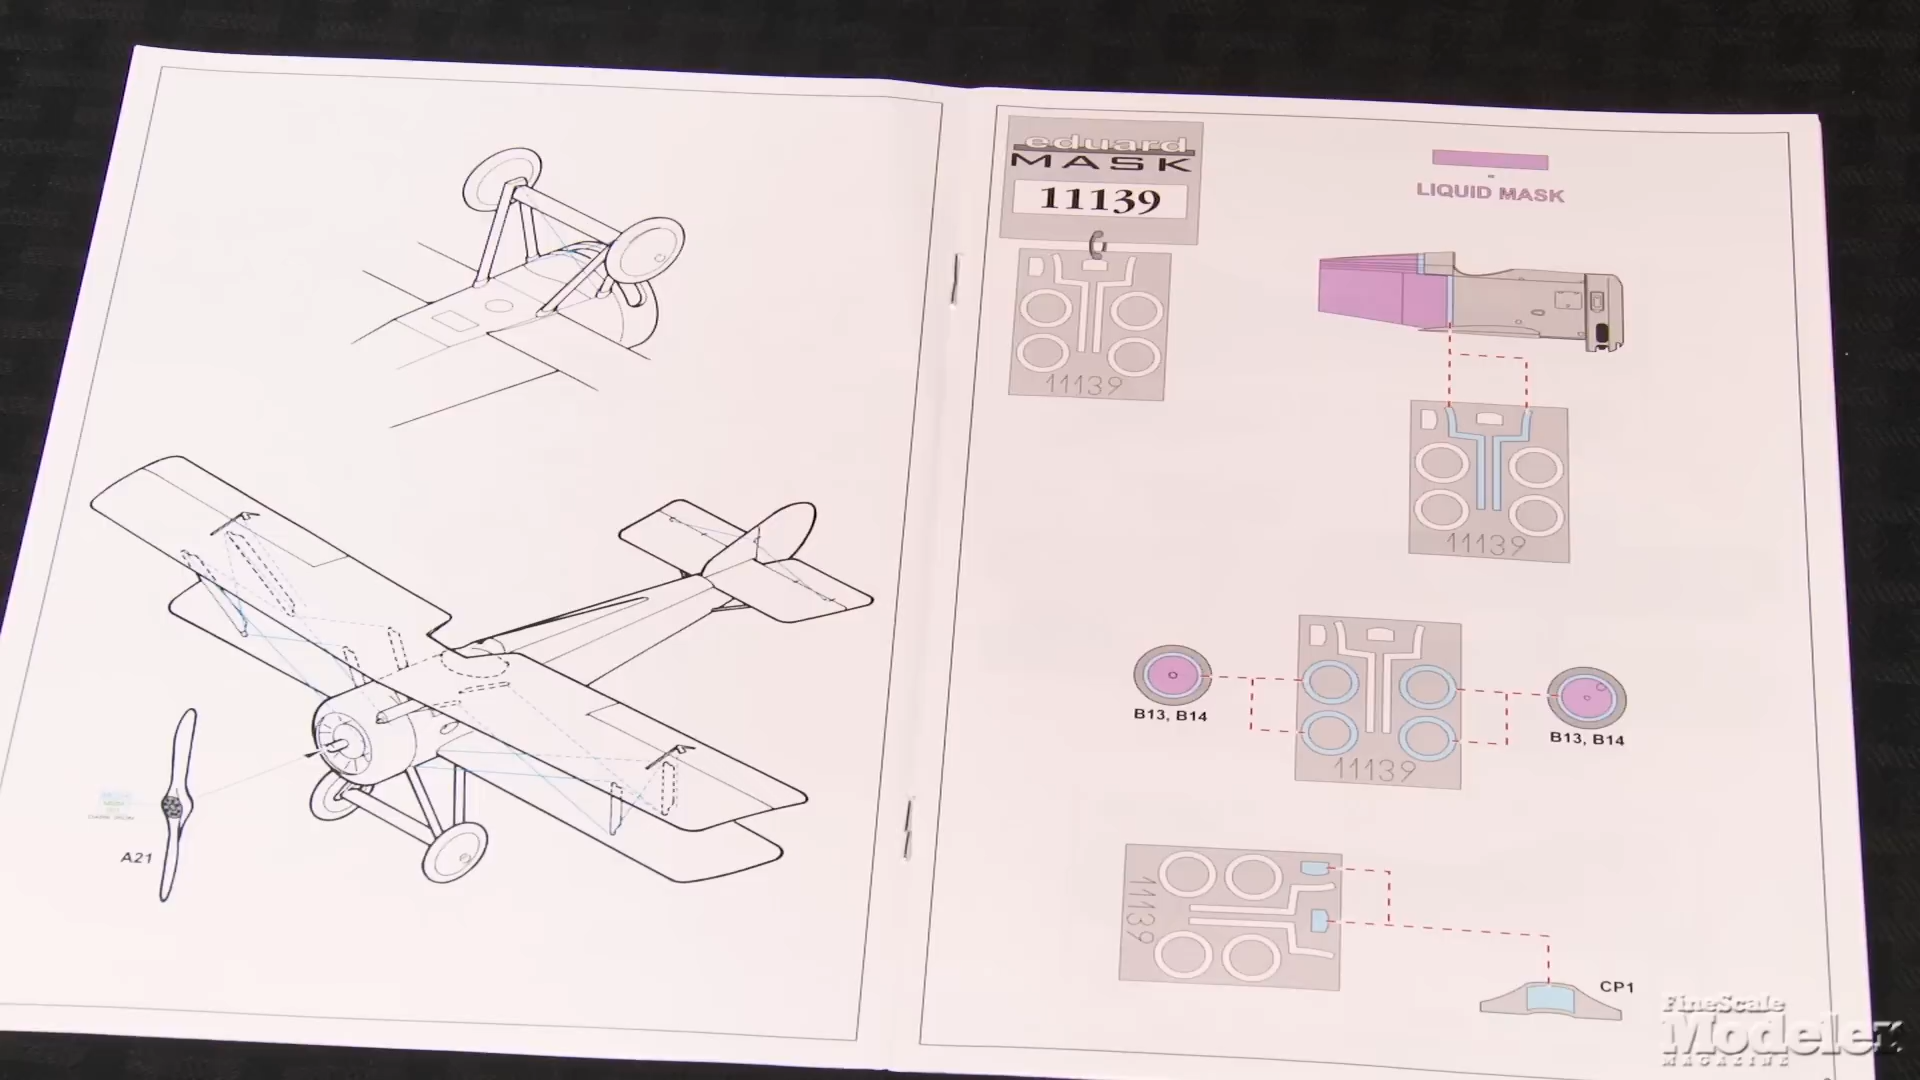 A21
eduard
MASK
11139
11139
LIQUID MASK
11139
B13, B14
B13, B14
11139
11139
CP1
FineScale
Modeler
MAGAZINE